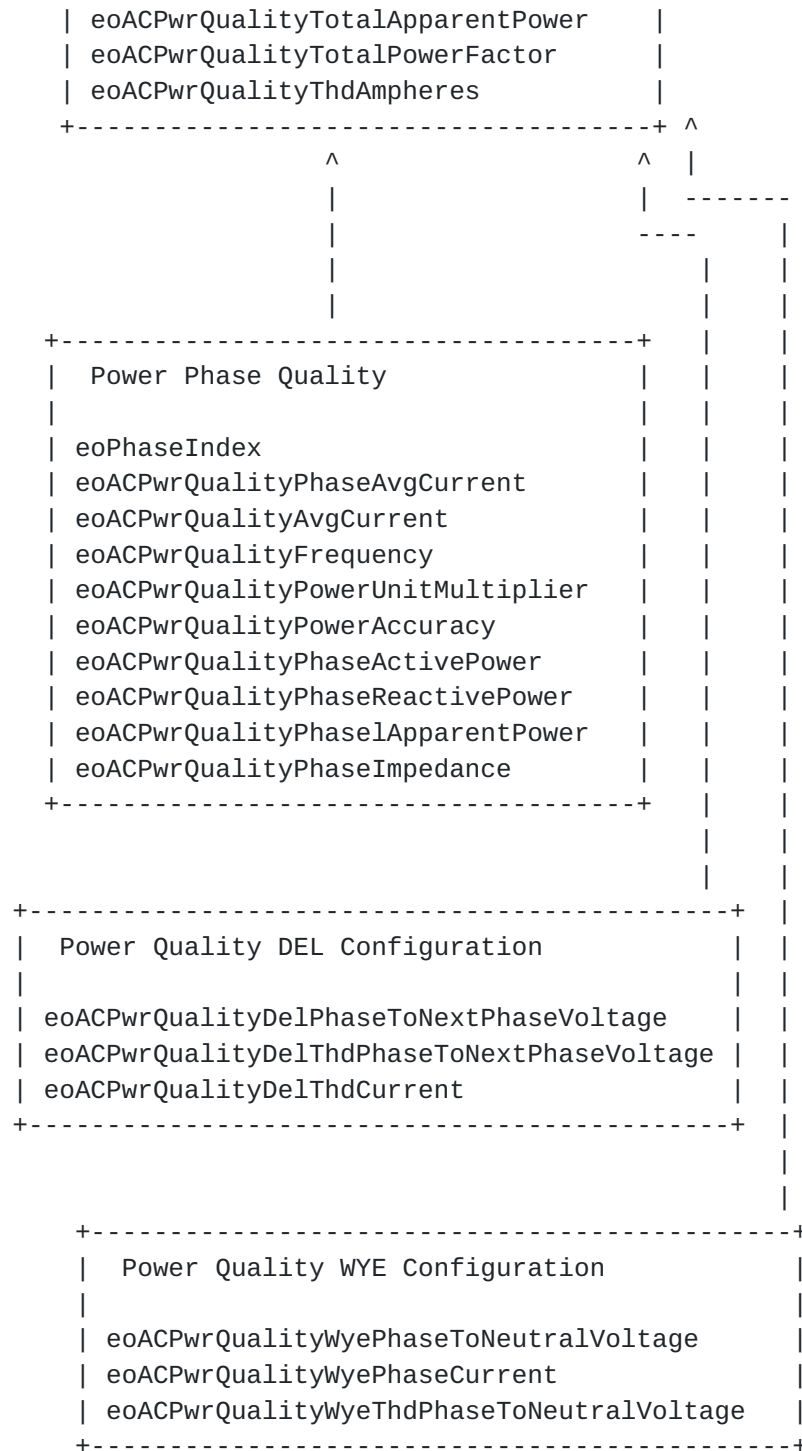 | eoACPwrQualityTotalApparentPower    |
| eoACPwrQualityTotalPowerFactor      |
| eoACPwrQualityThdAmpheres           |
+-------------------------------------+ ^
^                   ^  |
|                   |  -------
|                   ----     |
|                       |    |
|                       |    |
+-------------------------------------+   |    |
|  Power Phase Quality                |   |    |
|                                     |   |    |
| eoPhaseIndex                        |   |    |
| eoACPwrQualityPhaseAvgCurrent       |   |    |
| eoACPwrQualityAvgCurrent            |   |    |
| eoACPwrQualityFrequency             |   |    |
| eoACPwrQualityPowerUnitMultiplier   |   |    |
| eoACPwrQualityPowerAccuracy         |   |    |
| eoACPwrQualityPhaseActivePower      |   |    |
| eoACPwrQualityPhaseReactivePower    |   |    |
| eoACPwrQualityPhaselApparentPower   |   |    |
| eoACPwrQualityPhaseImpedance        |   |    |
+-------------------------------------+   |    |
|    |
|    |
+---------------------------------------------+  |
|  Power Quality DEL Configuration            |  |
|                                             |  |
| eoACPwrQualityDelPhaseToNextPhaseVoltage    |  |
| eoACPwrQualityDelThdPhaseToNextPhaseVoltage |  |
| eoACPwrQualityDelThdCurrent                 |  |
+---------------------------------------------+  |
|
|
+---------------------------------------------+
|  Power Quality WYE Configuration            |
|                                             |
| eoACPwrQualityWyePhaseToNeutralVoltage      |
| eoACPwrQualityWyePhaseCurrent               |
| eoACPwrQualityWyeThdPhaseToNeutralVoltage   |
+---------------------------------------------+